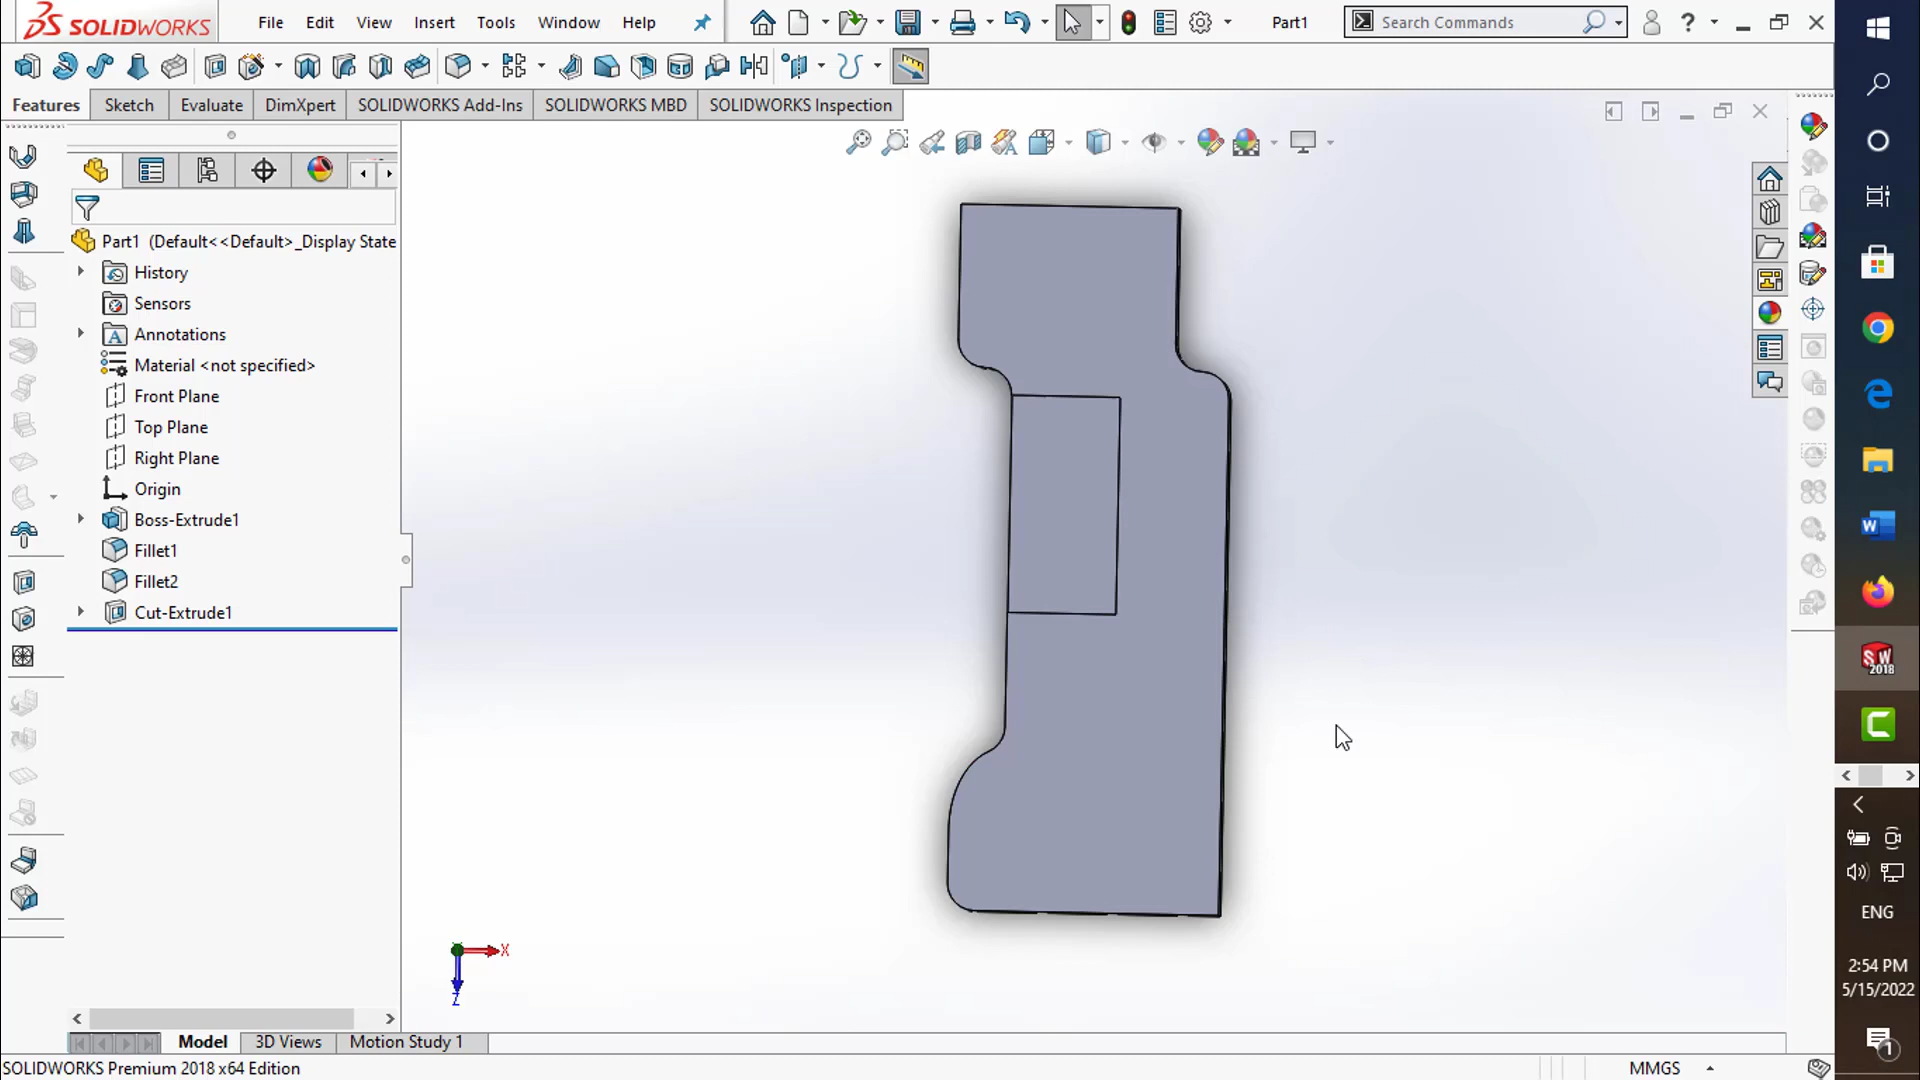 SOLIDWORKS File Edit View Insert Tools Window Help Part1 Search Commands ?
Features Sketch Evaluate DimXpert SOLIDWORKS Add-Ins SOLIDWORKS MBD SOLIDWORKS Inspection
Part1 (Default<<Default>_Display State
History
Sensors
Annotations
Material <not specified>
Front Plane
Top Plane
Right Plane
Origin
Boss-Extrude1
Fillet1
Fillet2
Cut-Extrude1
X
Z
Model 3D Views Motion Study 1
SOLIDWORKS Premium 2018 x64 Edition MMGS
SW
2018
ENG
2:54 PM
5/15/2022
1